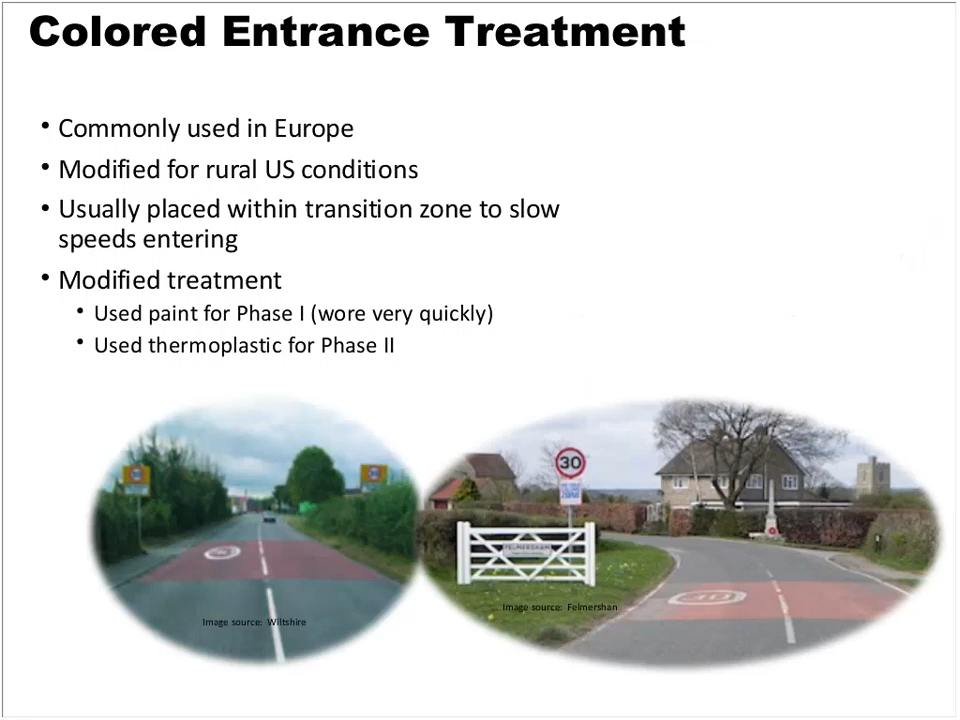 Colored Entrance Treatment
• Commonly used in Europe
• Modified for rural US conditions
• Usually placed within transition zone to slow
speeds entering
• Modified treatment
• Used paint for Phase I (wore very quickly)
• Used thermoplastic for Phase II
30
FELMERSHAM
Image source: Felmershan
Image source: Wiltshire